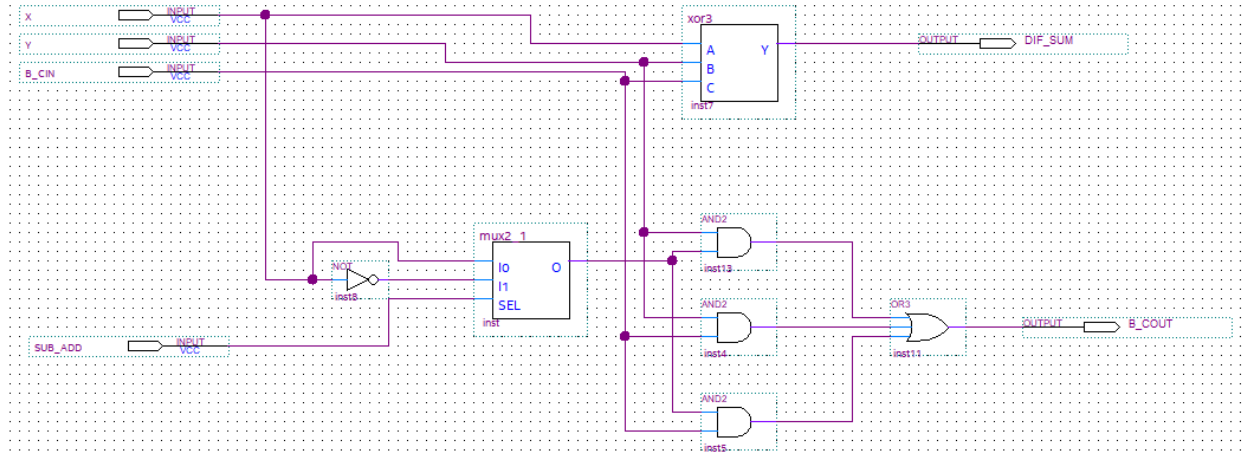 X INPUT VCC
Y INPUT VCC
B_CIN INPUT VCC
xor3
A Y
B
C
inst7
OUTPUT DIF_SUM
mux2_1
I0 O
I1
SEL
inst
NOT
inst8
SUB_ADD INPUT VCC
AND2
inst13
AND2
inst4
AND2
inst5
OR3
inst11
OUTPUT B_COUT